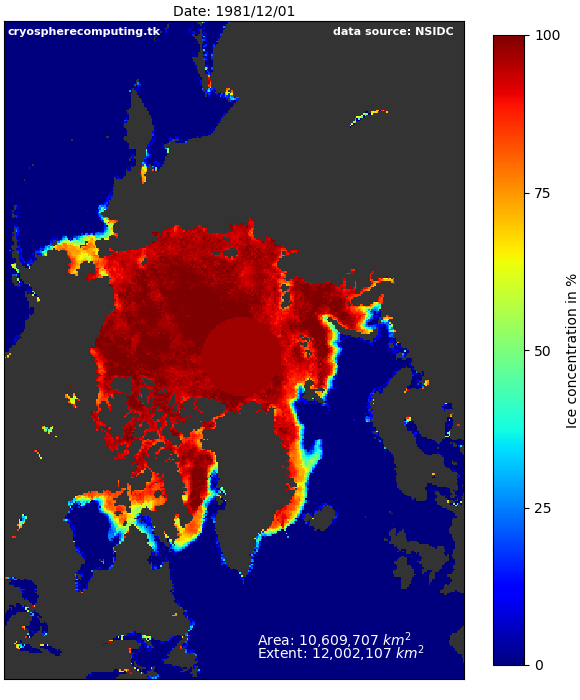 Date: 1981/12/01
cryospherecomputing.tk
data source: NSIDC
100
75
50
25
0
Ice concentration in %
Area: 10,609,707 km²
Extent: 12,002,107 km²